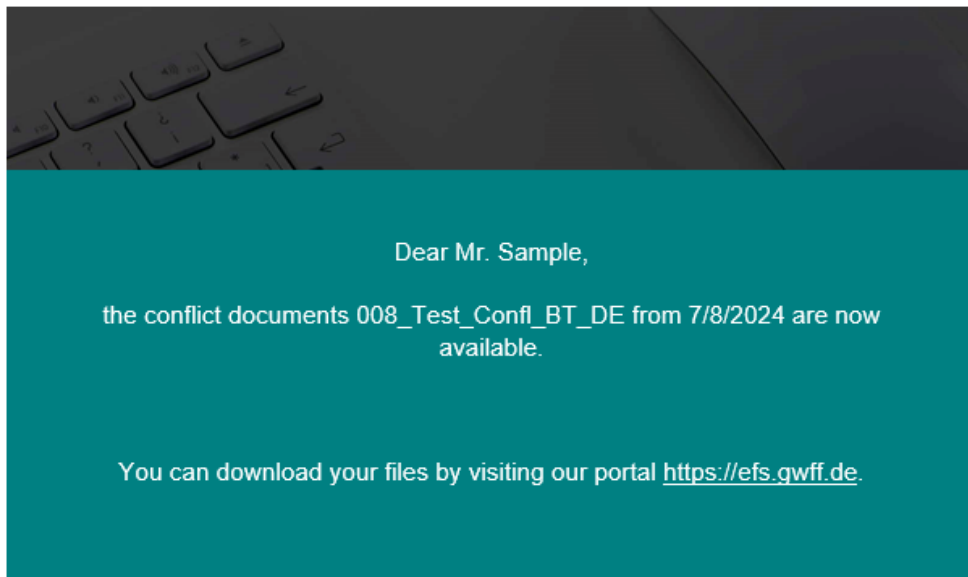 Dear Mr. Sample,
the conflict documents 008_Test_Confl_BT_DE from 7/8/2024 are now
available.
You can download your files by visiting our portal https://efs.gwff.de.